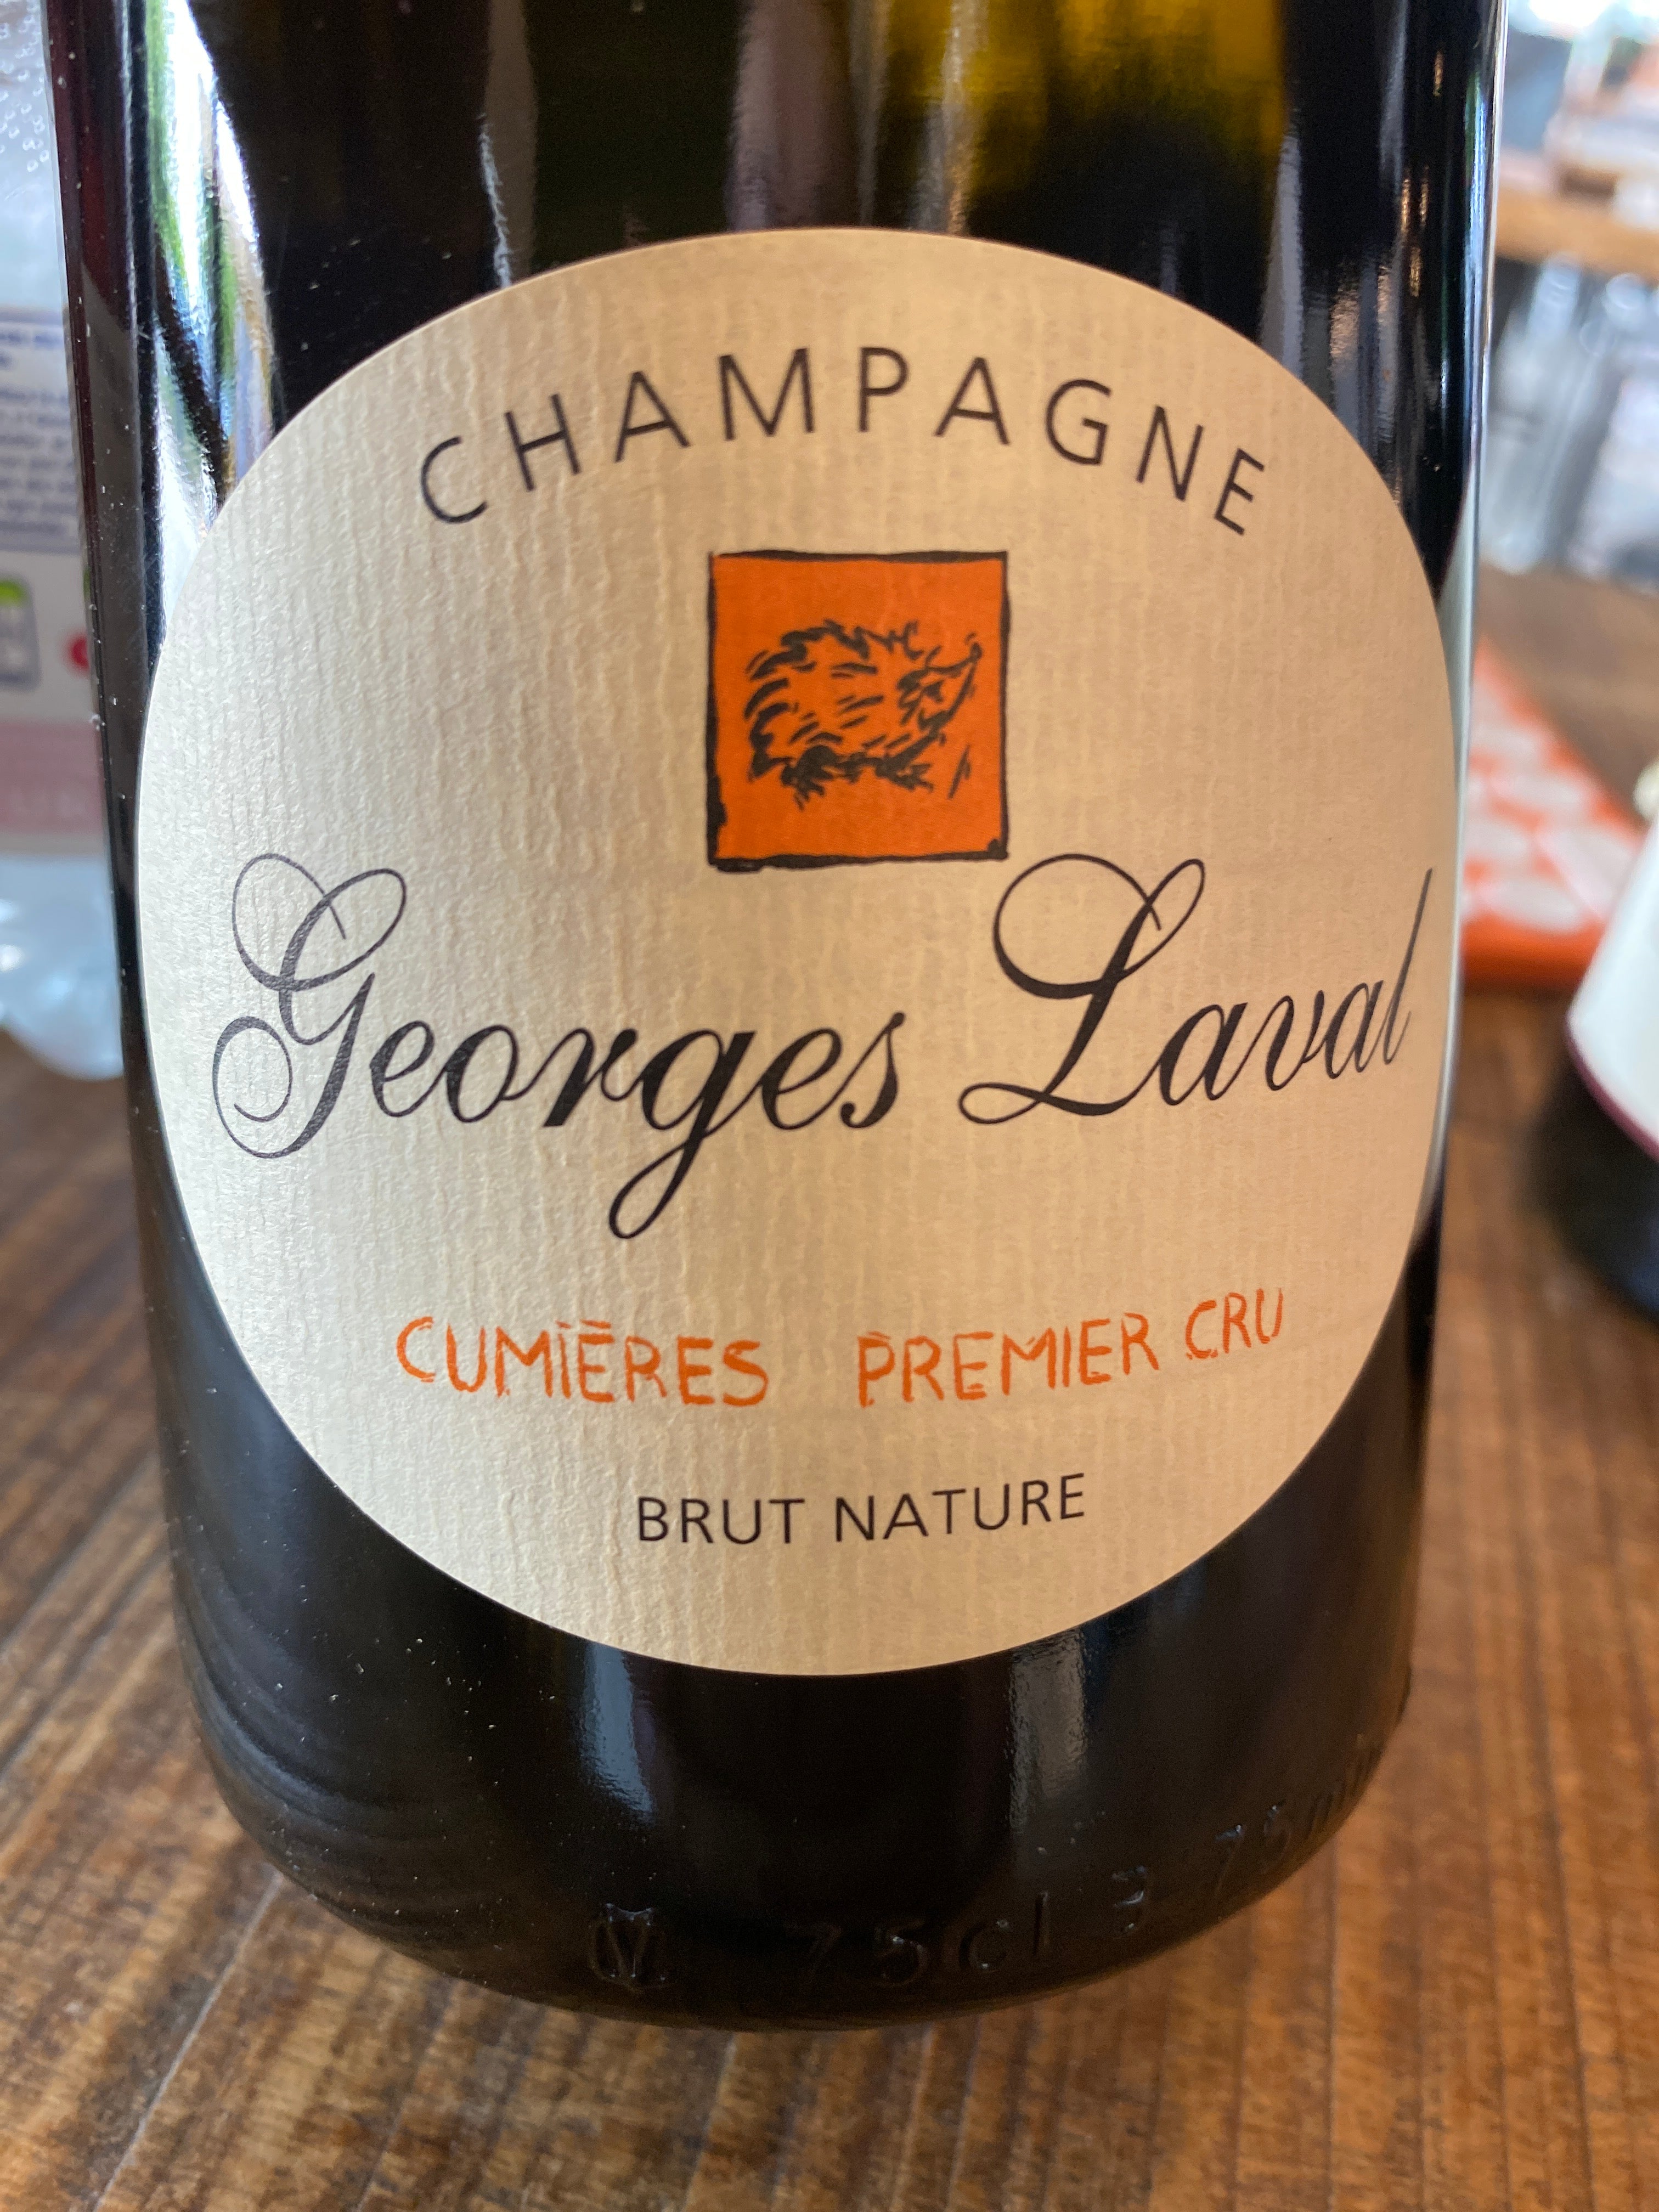 CHAMPAGNE
Georges Laval
CUMIÈRES PREMIER CRU
BRUT NATURE
75cl